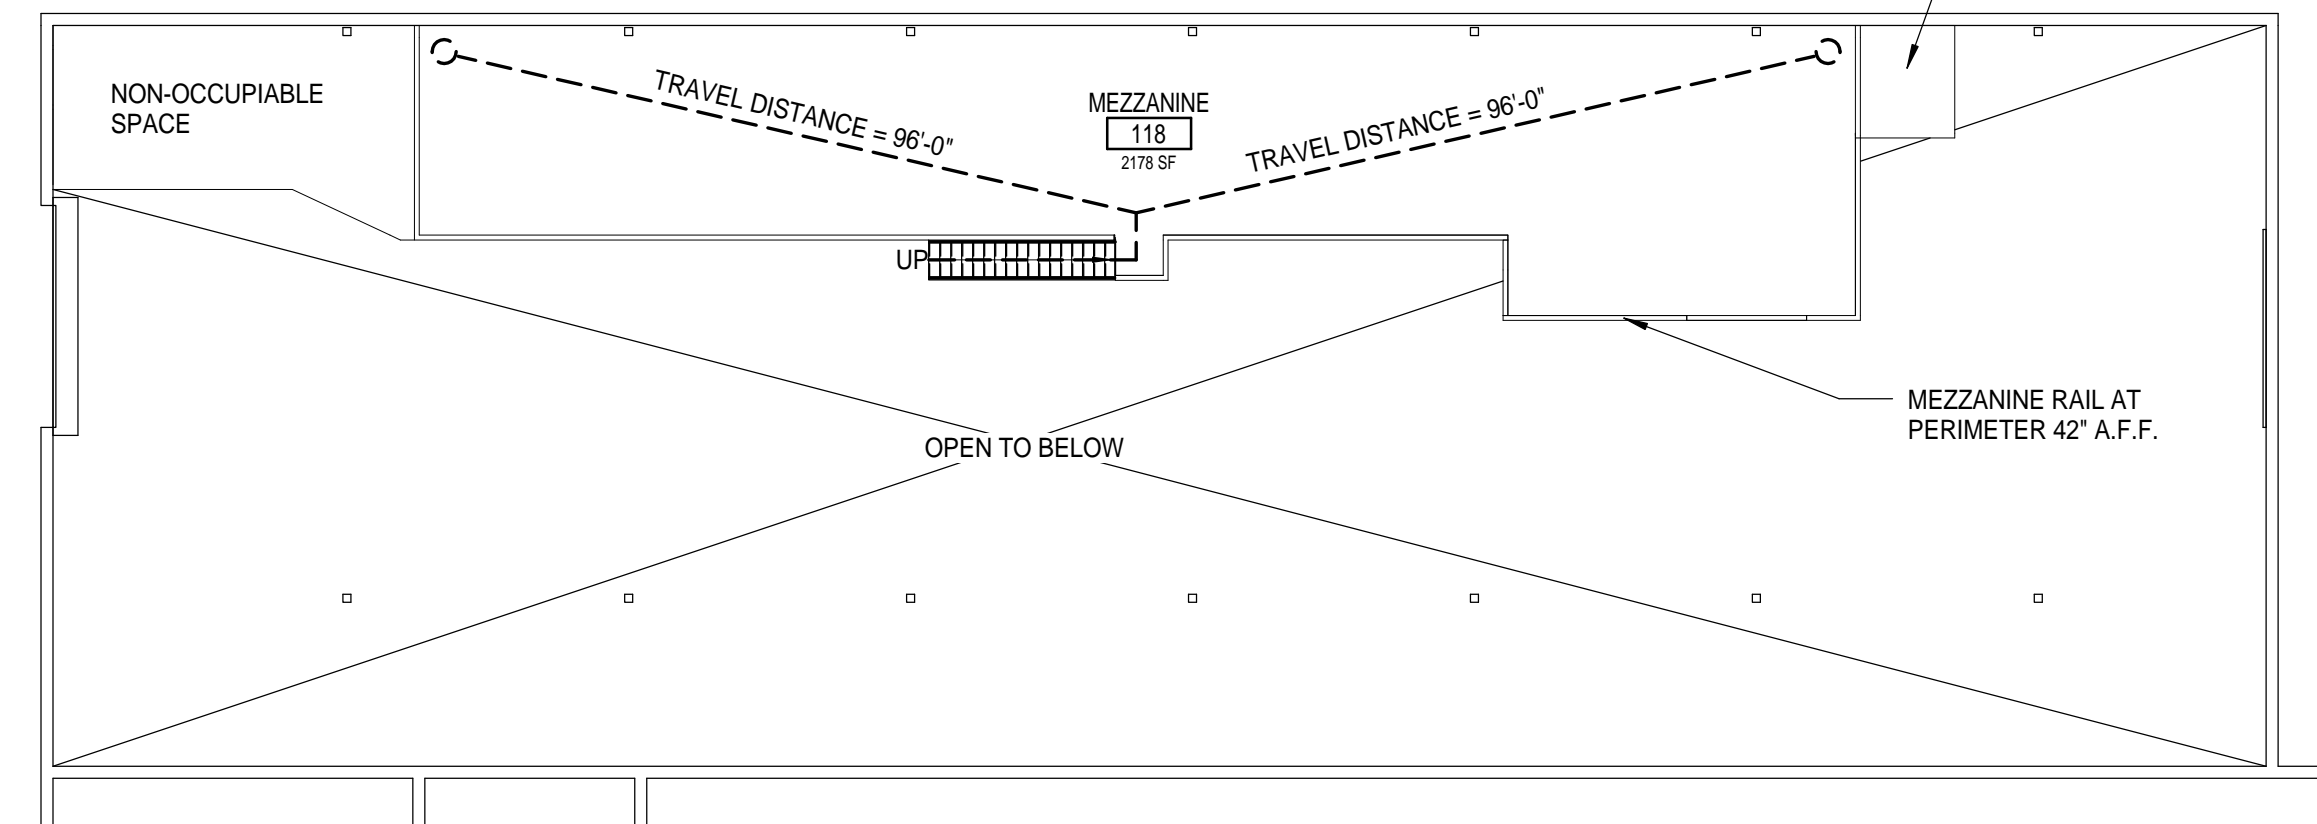 NON-OCCUPIABLE
SPACE
TRAVEL DISTANCE = 96'-0"
MEZZANINE
118
2178 SF
TRAVEL DISTANCE = 96'-0"
UP
MEZZANINE RAIL AT
PERIMETER 42" A.F.F.
OPEN TO BELOW